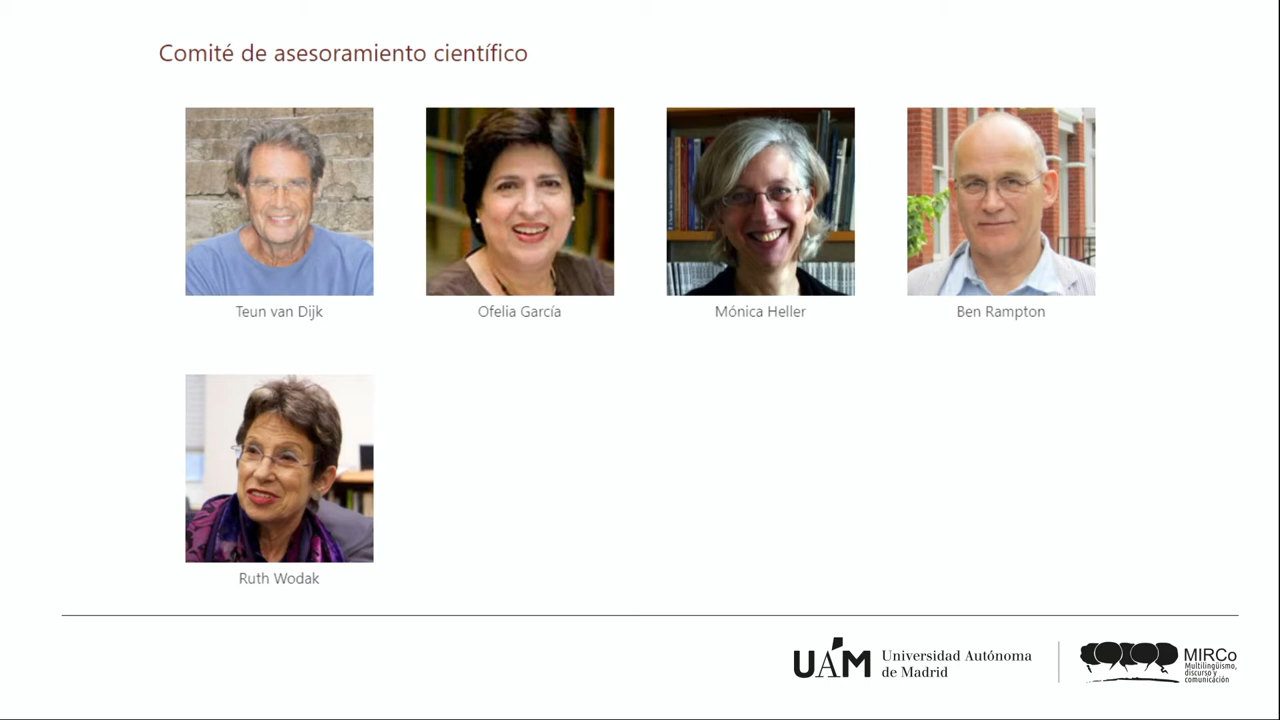 Comité de asesoramiento científico
Teun van Dijk
Ofelia García
Mónica Heller
Ben Rampton
Ruth Wodak
UAM
Universidad Autónoma
de Madrid
MIRCo
Multilingüismo,
discurso y
comunicación